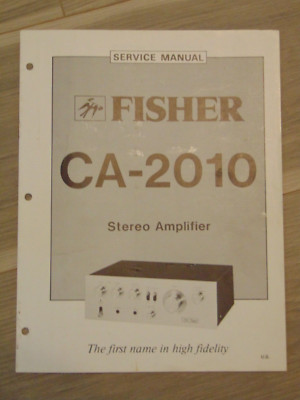 SERVICE MANUAL
FISHER
CA-2010
Stereo Amplifier
The first name in high fidelity